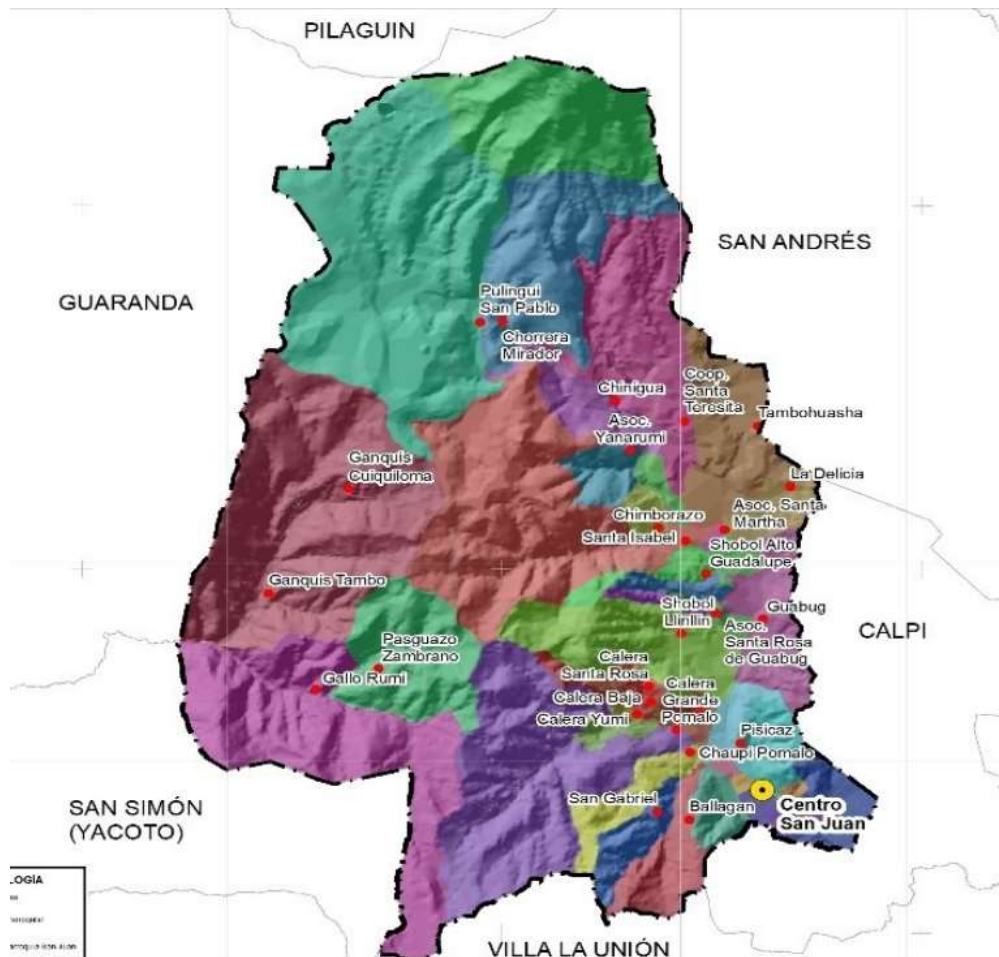 PILAGUIN
SAN ANDRÉS
GUARANDA
Pulingui
San Pablo
Chorrera
Mirador
Chinigua
Coop.
Santa
Teresita
Tambohuasha
Asoc.
Yanarumi
Ganquis
Cuiquiloma
La Delicia
Asoc. Santa
Martha
Chimborazo
Santa Isabel
Shobol Alto
Guadalupe
Ganquis Tambo
Shobol
Llinllin
Guabug
Asoc.
Santa Rosa
de Guabug
CALPI
Pasguazo
Zambrano
Gallo Rumi
Calera
Santa Rosa
Calera Baja
Calera Yumi
Calera
Grande
Pomalo
Pisicaz
Chaupi Pomalo
San Gabriel
Ballagan
Centro
San Juan
SAN SIMÓN
(YACOTO)
VILLA LA UNIÓN
LOGÍA